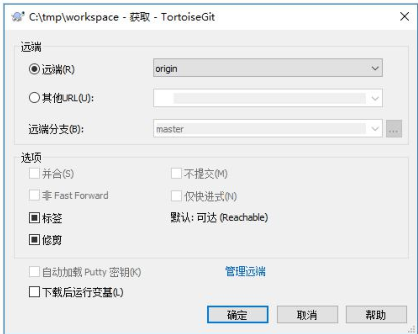 C:\tmp\workspace - 获取 - TortoiseGit
远端
远端(R)
origin
其他URL(U):
远端分支(B):
master
...
选项
并合(S)
不提交(M)
非 Fast Forward
仅快进式(N)
标签
默认: 可达 (Reachable)
修剪
自动加载 Putty 密钥(K)
管理远端
下载后运行变基(L)
确定
取消
帮助